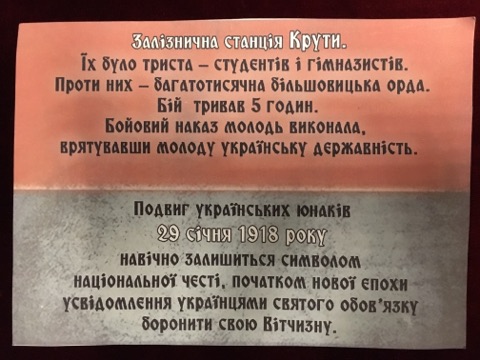 Залізнична станція Крути.
Їх було триста – студентів і гімназистів.
Проти них – багатотисячна більшовицька орда.
Бій тривав 5 годин.
Бойовий наказ молодь виконала,
врятувавши молоду українську державність.
Подвиг українських юнаків
29 січня 1918 року
навічно залишиться символом
національної честі, початком нової епохи
усвідомлення українцями святого обов'язку
боронити свою Вітчизну.